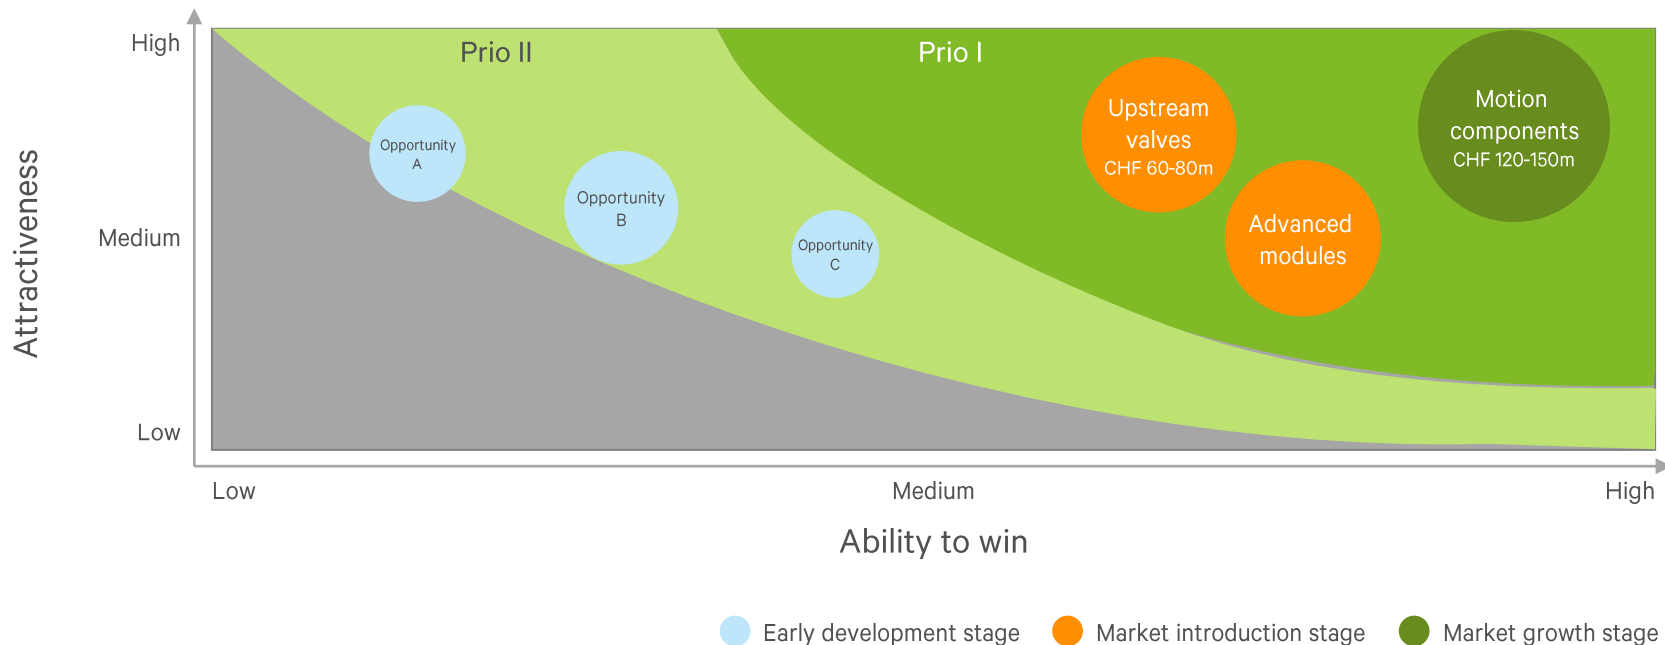 High
Prio II
Prio I
Upstream
valves
CHF 60-80m
Motion
components
CHF 120-150m
Opportunity
A
Opportunity
B
Opportunity
C
Advanced
modules
Attractiveness
Medium
Low
Low
Medium
High
Ability to win
Early development stage
Market introduction stage
Market growth stage